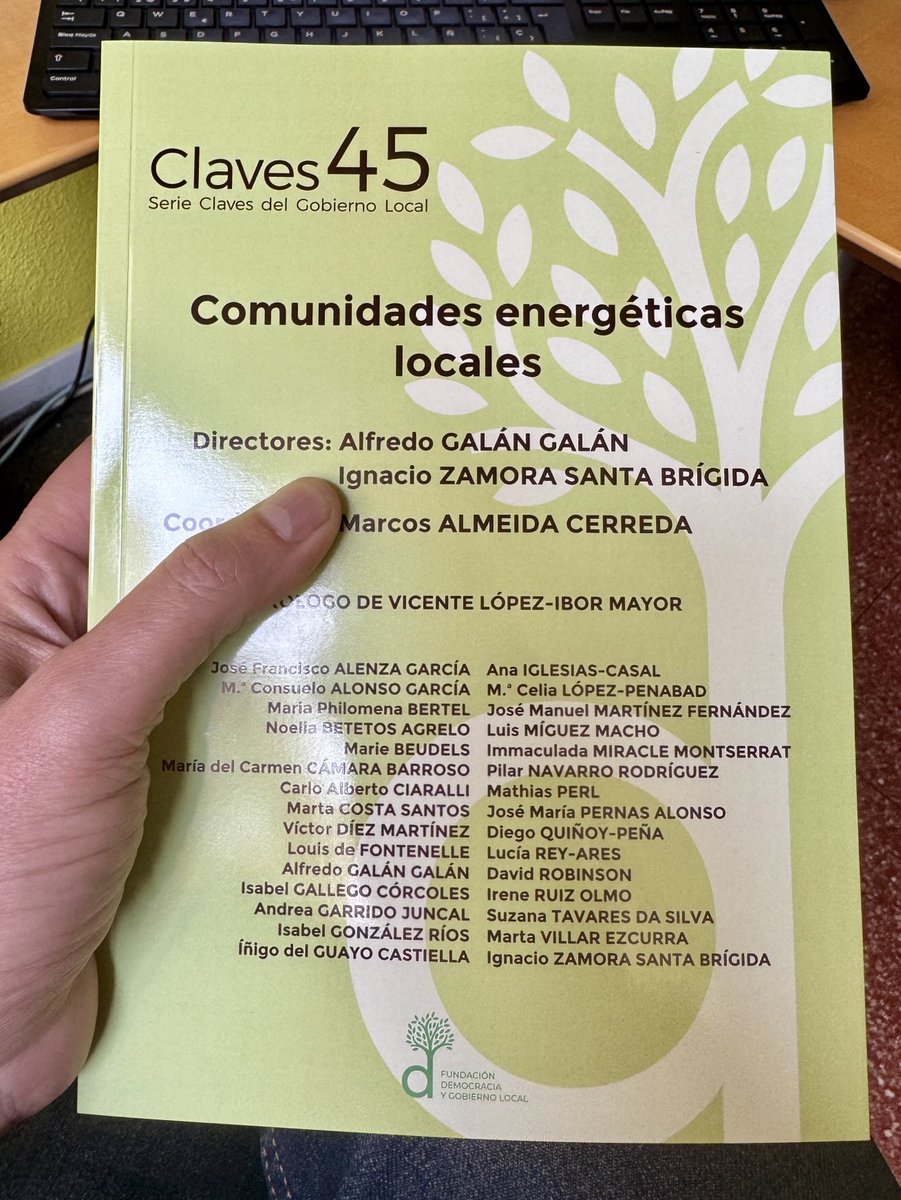 Bloq Mayús
Control
Claves 45
Serie Claves del Gobierno Local
Comunidades energéticas
locales
Directores: Alfredo GALÁN GALÁN
Ignacio ZAMORA SANTA BRÍGIDA
Marcos ALMEIDA CERREDA
DE VICENTE LÓPEZ-IBOR MAYOR
José Francisco ALENZA GARCÍA
M.ª Consuelo ALONSO GARCÍA
Maria Philomena BERTEL
Noelia BETETOS AGRELO
Marie BEUDELS
María del Carmen CÁMARA BARROSO
Carlo Alberto CIARALLI
Marta COSTA SANTOS
Víctor DÍEZ MARTÍNEZ
Louis de FONTENELLE
Alfredo GALÁN GALÁN
Isabel GALLEGO CÓRCOLES
Andrea GARRIDO JUNCAL
Isabel GONZÁLEZ RÍOS
Íñigo del GUAYO CASTIELLA
Ana IGLESIAS-CASAL
M.ª Celia LÓPEZ-PENABAD
José Manuel MARTÍNEZ FERNÁNDEZ
Luis MÍGUEZ MACHO
Immaculada MIRACLE MONTSERRAT
Pilar NAVARRO RODRÍGUEZ
Mathias PERL
José María PERNAS ALONSO
Diego QUIÑOY-PEÑA
Lucía REY-ARES
David ROBINSON
Irene RUIZ OLMO
Suzana TAVARES DA SILVA
Marta VILLAR EZCURRA
Ignacio ZAMORA SANTA BRÍGIDA
d
FUNDACIÓN
DEMOCRACIA
Y GOBIERNO LOCAL